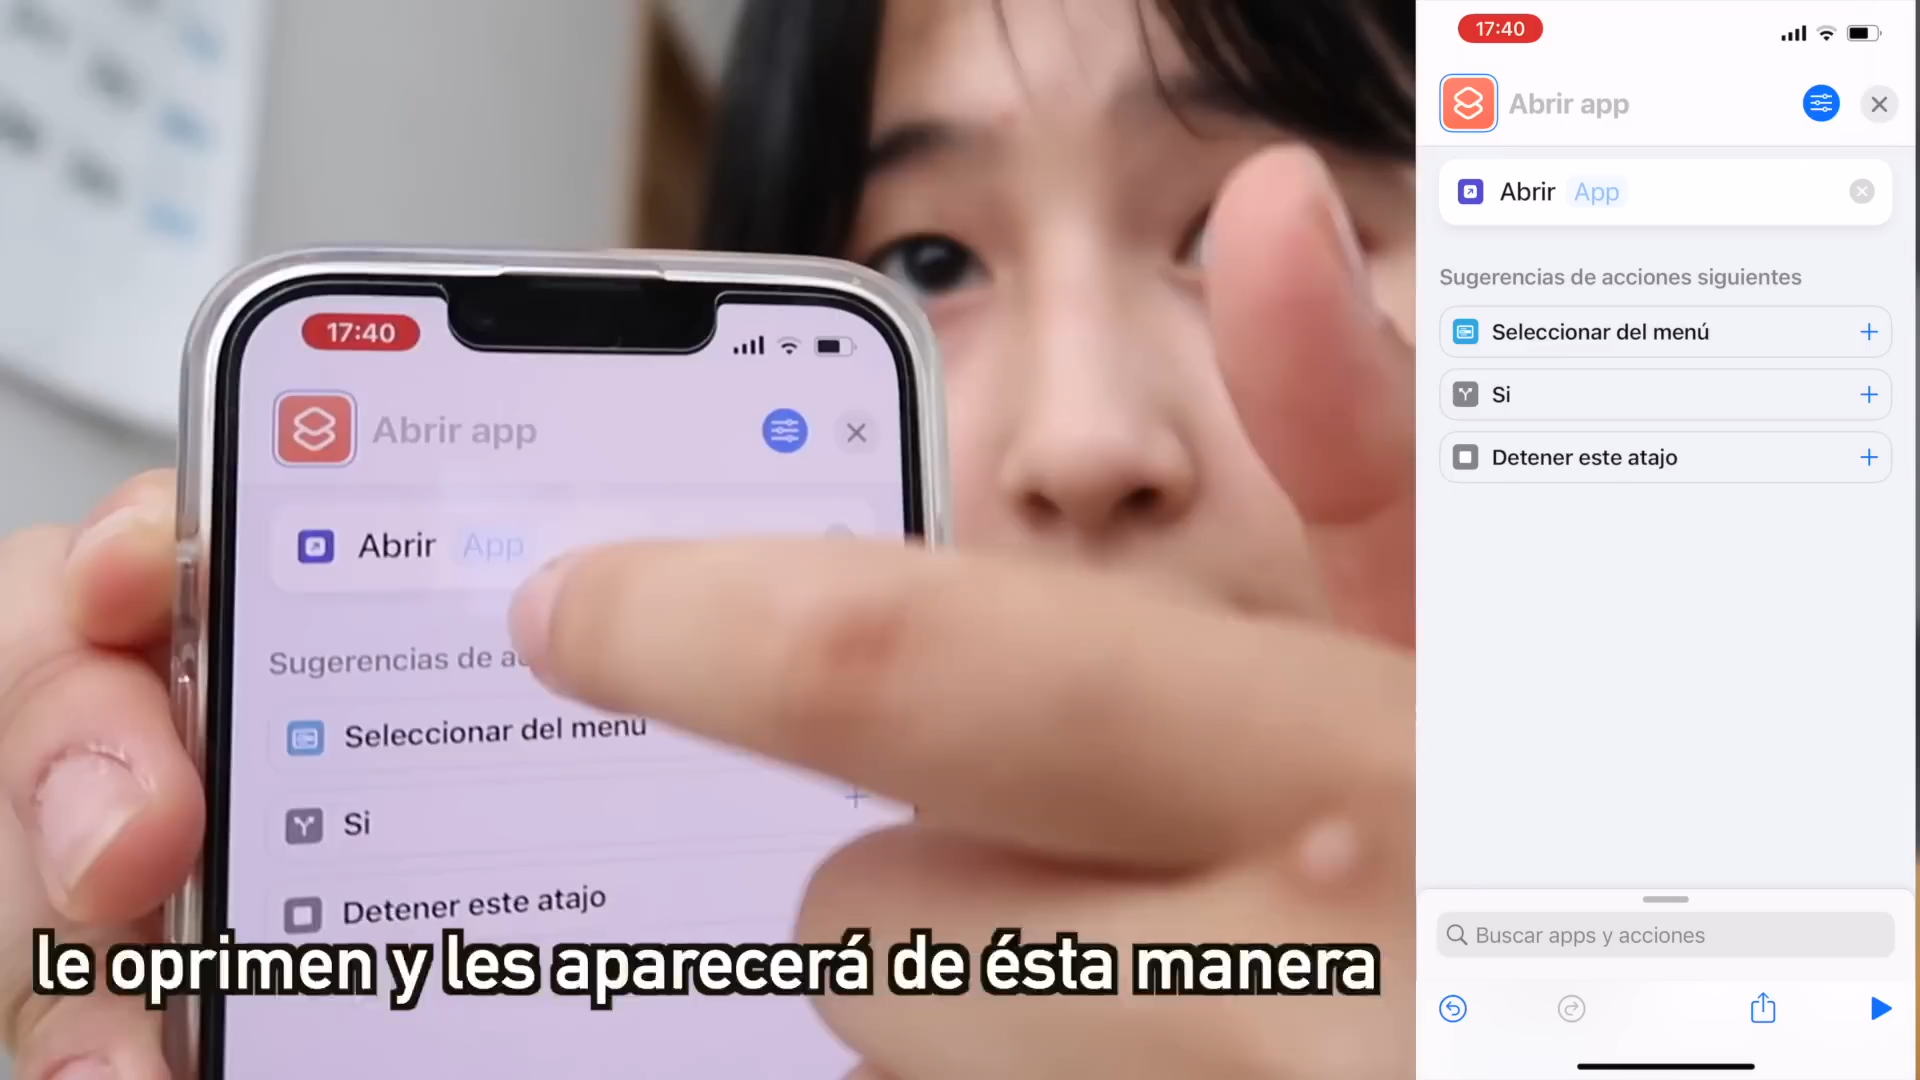 17:40
Abrir app
Abrir App
Sugerencias de ac
Seleccionar del menú
Si
Detener este atajo
le oprimen y les aparecerá de ésta manera
17:40
Abrir app
Abrir App
Sugerencias de acciones siguientes
Seleccionar del menú
Si
Detener este atajo
Buscar apps y acciones